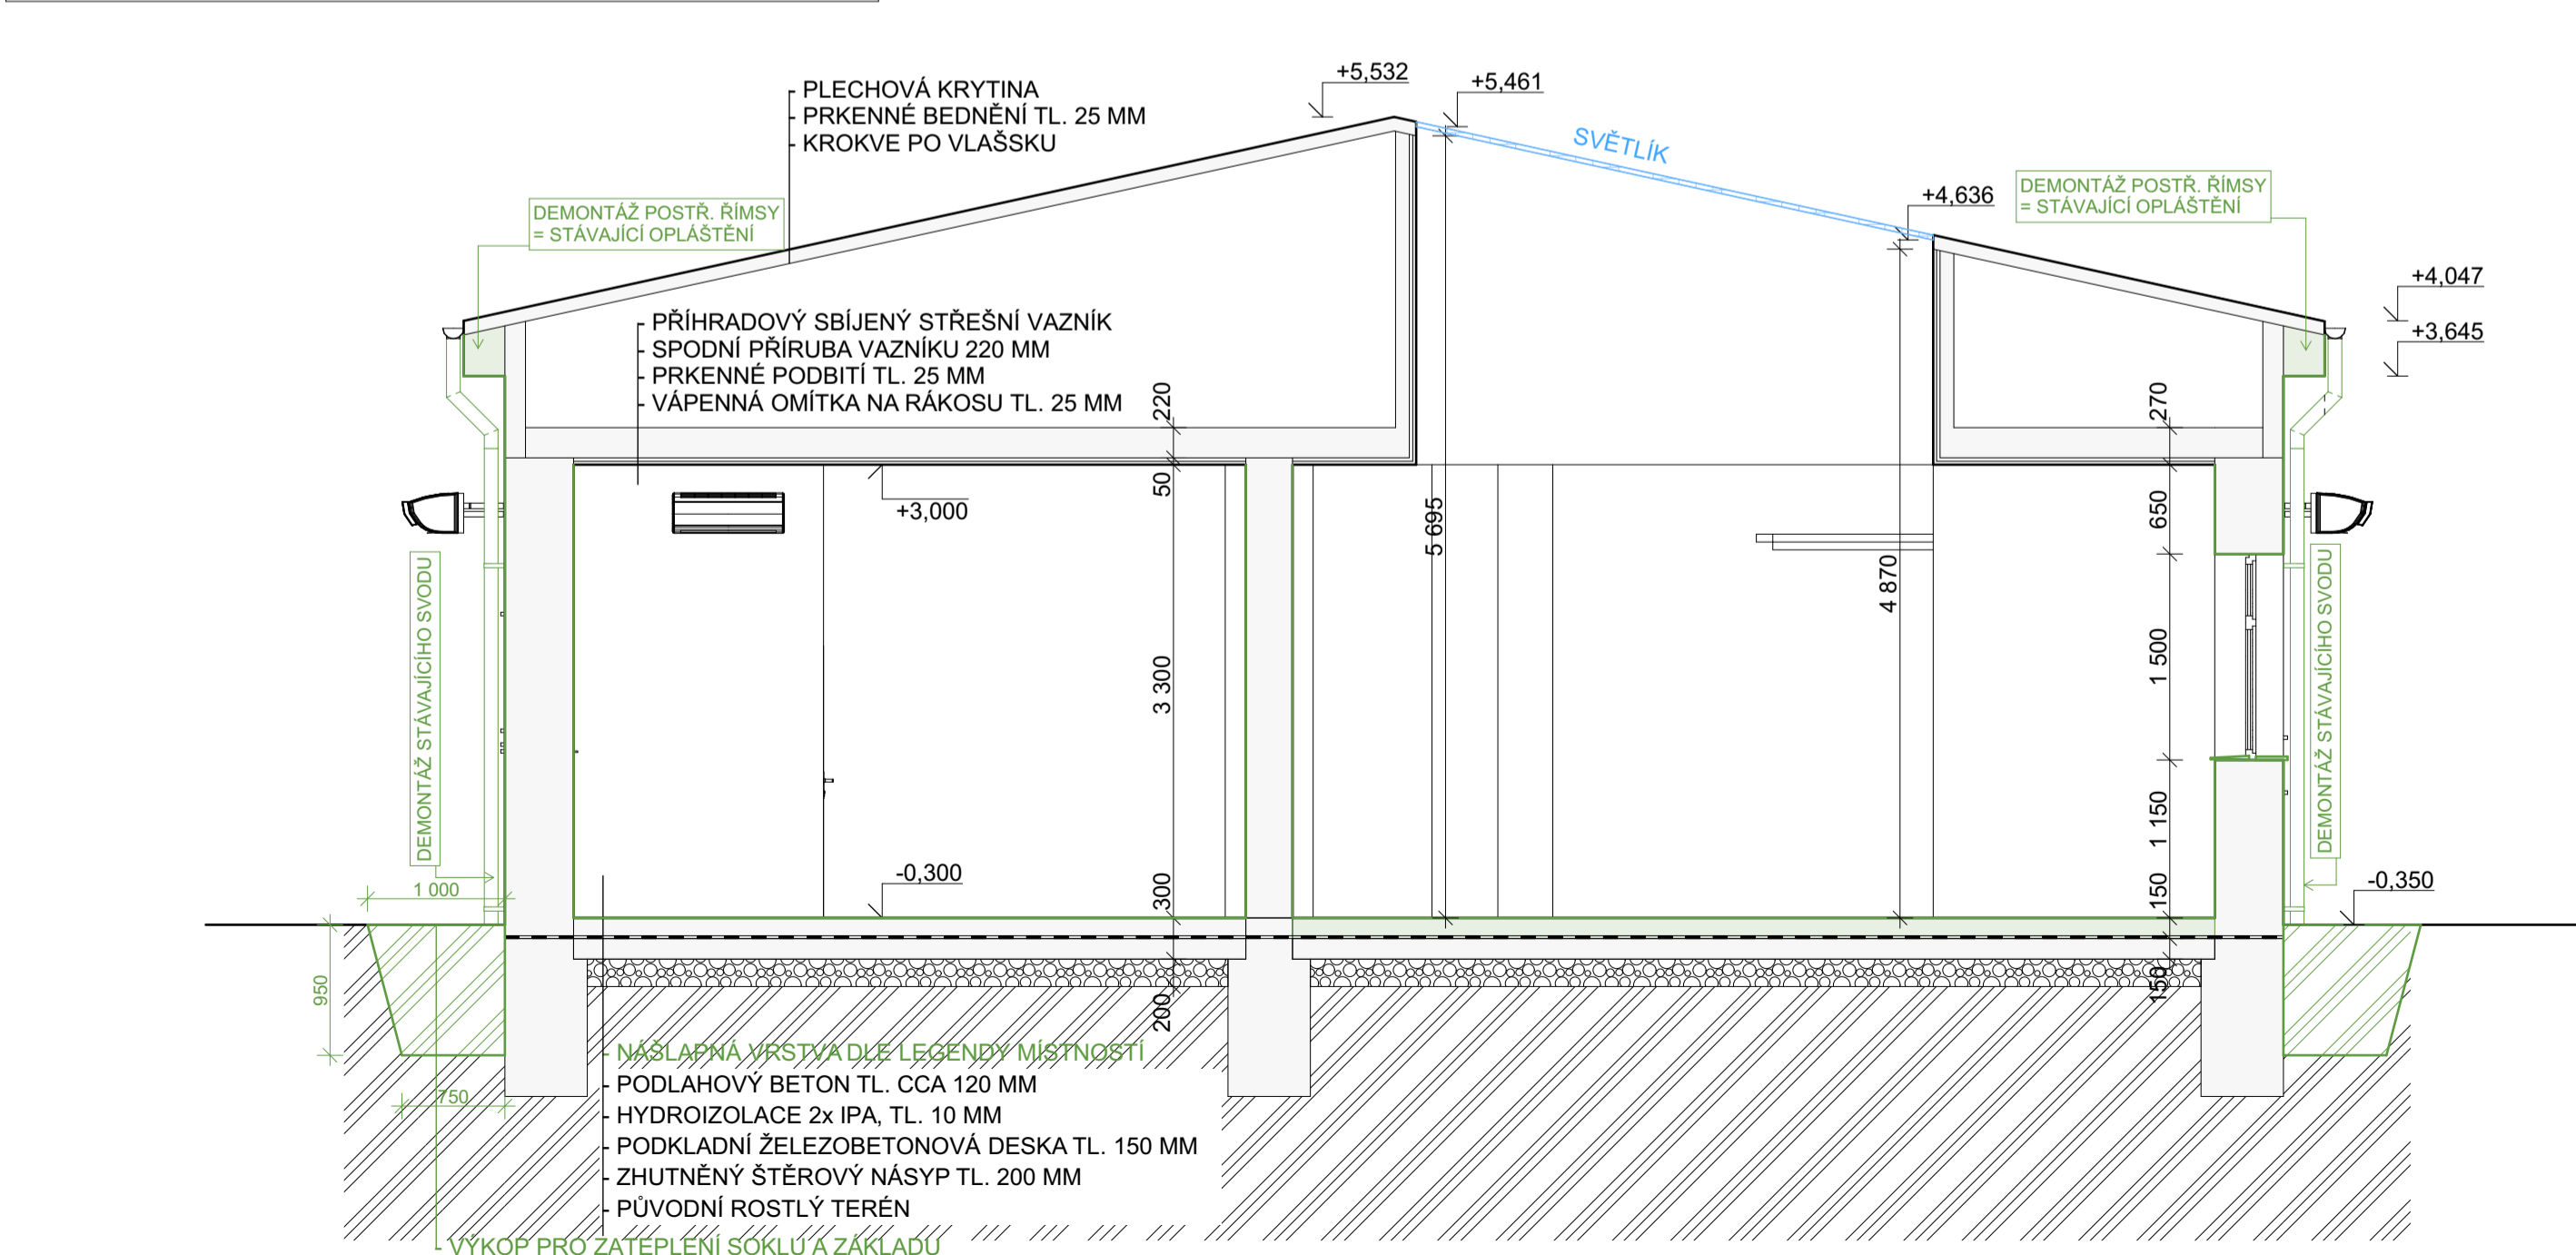 +5,532
+5,461
PLECHOVÁ KRYTINA
PRKENNÉ BEDNĚNÍ TL. 25 MM
KROKVE PO VLAŠSKU
SVĚTLÍK
DEMONTÁŽ POSTŘ. ŘÍMSY
= STÁVAJÍCÍ OPLÁŠTĚNÍ
+4,636
DEMONTÁŽ POSTŘ. ŘÍMSY
= STÁVAJÍCÍ OPLÁŠTĚNÍ
+4,047
+3,645
PŘÍHRADOVÝ SBÍJENÝ STŘEŠNÍ VAZNÍK
SPODNÍ PŘÍRUBA VAZNÍKU 220 MM
PRKENNÉ PODBITÍ TL. 25 MM
VÁPENNÁ OMÍTKA NA RÁKOSU TL. 25 MM
220
270
50
+3,000
5 695
650
4 870
DEMONTÁŽ STÁVAJÍCÍHO SVODU
3 300
1 500
DEMONTÁŽ STÁVAJÍCÍHO SVODU
1 150
1 000
-0,300
300
150
-0,350
950
200
150
750
NÁŠLAPNÁ VRSTVA DLE LEGENDY MÍSTNOSTÍ
PODLAHOVÝ BETON TL. CCA 120 MM
HYDROIZOLACE 2x IPA, TL. 10 MM
PODKLADNÍ ŽELEZOBETONOVÁ DESKA TL. 150 MM
ZHUTNĚNÝ ŠTĚROVÝ NÁSYP TL. 200 MM
PŮVODNÍ ROSTLÝ TERÉN
VÝKOP PRO ZATEPLENÍ SOKLU A ZÁKLADU